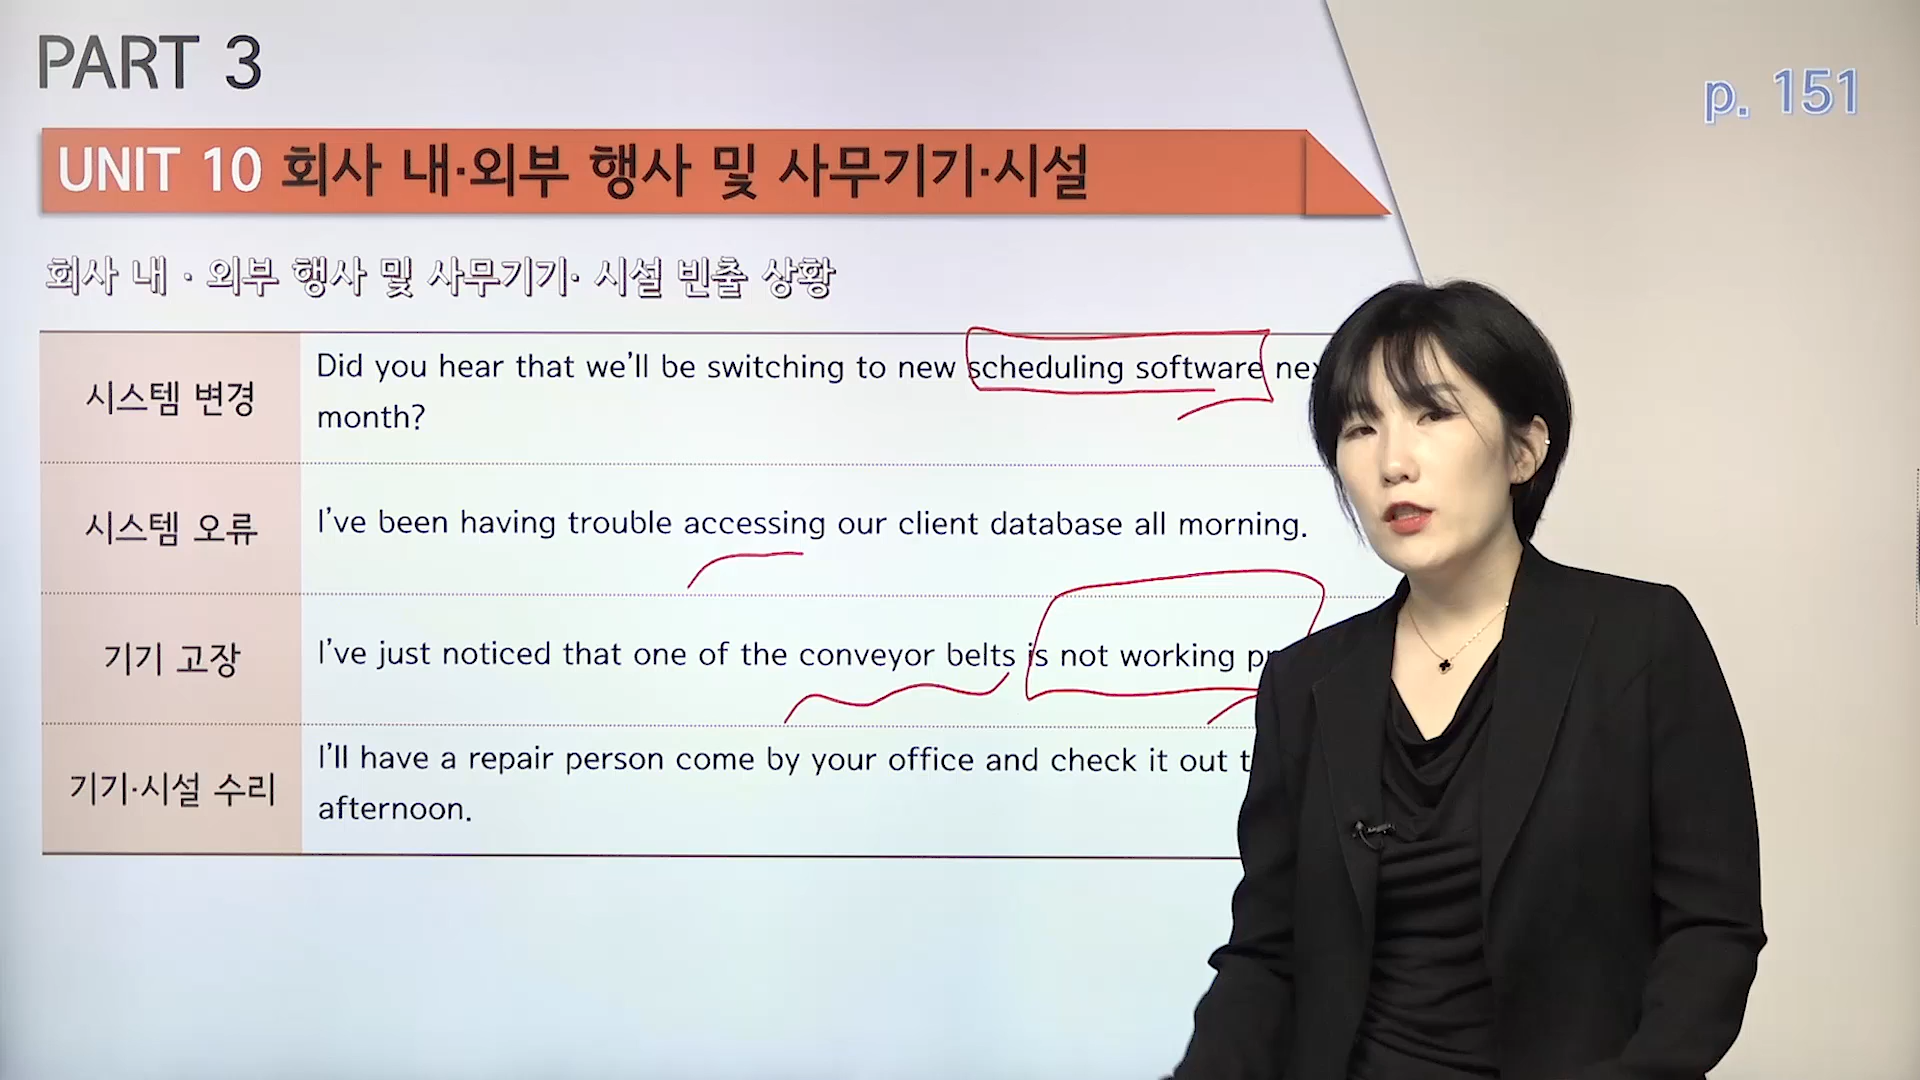 PART 3
p. 151
UNIT 10 회사 내·외부 행사 및 사무기기·시설
회사 내 · 외부 행사 및 사무기기· 시설 빈출 상황
시스템 변경
Did you hear that we'll be switching to new scheduling software
month?
시스템 오류
I've been having trouble accessing our client database all morning.
기기 고장
I've just noticed that one of the conveyor belts is not working
기기·시설 수리
I'll have a repair person come by your office and check it out
afternoon.